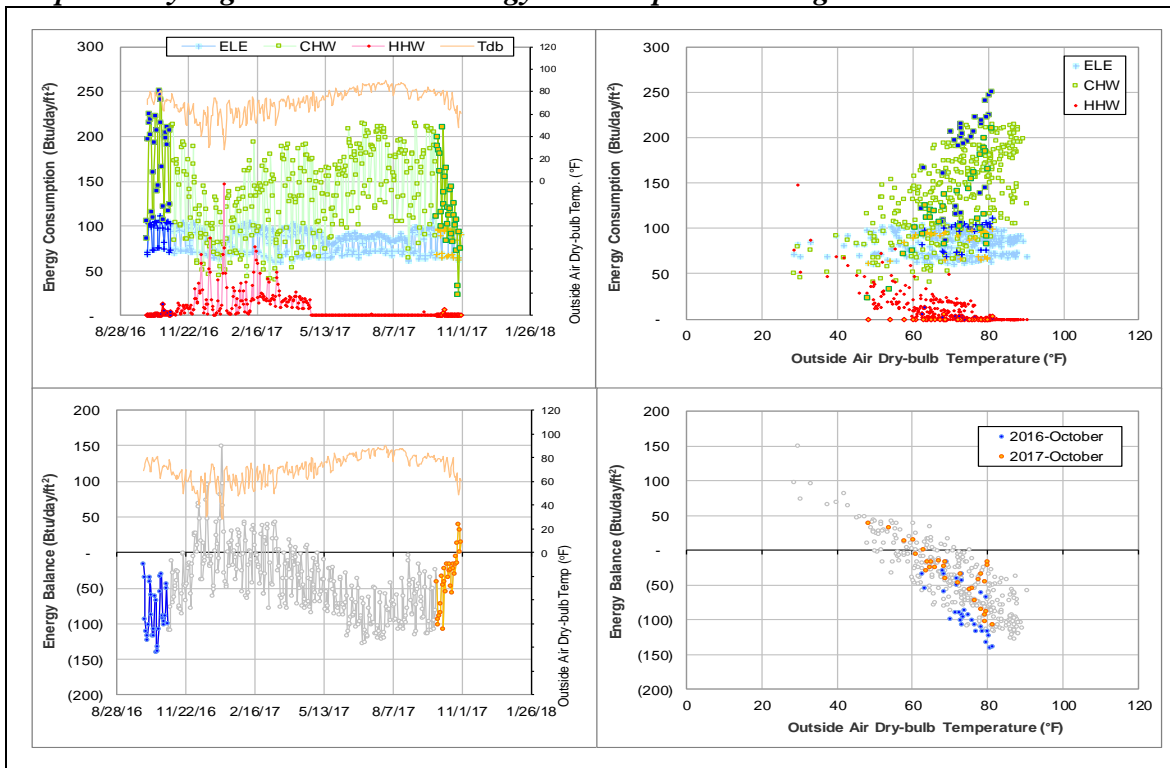 ELE CHW HHW Tdb
Energy Consumption (Btu/day/ft²)
300
250
200
150
100
50
-
120
100
80
60
40
20
0
Outside Air Dry-bulb Temp. (°F)
8/28/16 11/22/16 2/16/17 5/13/17 8/7/17 11/1/17 1/26/18
Energy Consumption (Btu/day/ft²)
300
250
200
150
100
50
-
ELE
CHW
HHW
0 20 40 60 80 100 120
Outside Air Dry-bulb Temperature (°F)
Energy Balance (Btu/day/ft²)
200
150
100
50
-
(50)
(100)
(150)
(200)
120
100
80
60
40
20
0
Outside Air Dry-bulb Temp (°F)
8/28/16 11/22/16 2/16/17 5/13/17 8/7/17 11/1/17 1/26/18
Energy Balance (Btu/day/ft²)
200
150
100
50
-
(50)
(100)
(150)
(200)
2016-October
2017-October
0 20 40 60 80 100 120
Outside Air Dry-bulb Temperature (°F)